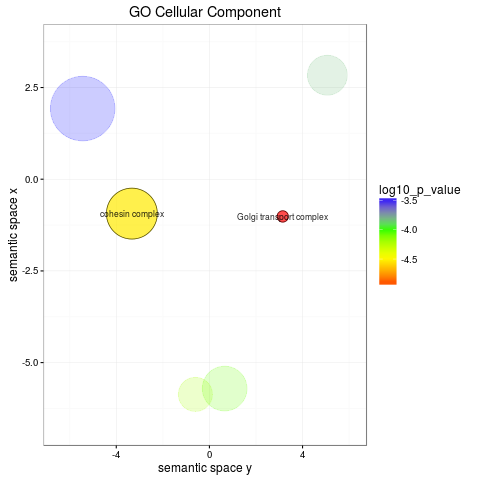 GO Cellular Component
2.5
0.0
-2.5
-5.0
semantic space x
cohesin complex
Golgi transport complex
-4
0
4
semantic space y
log10_p_value
-3.5
-4.0
-4.5